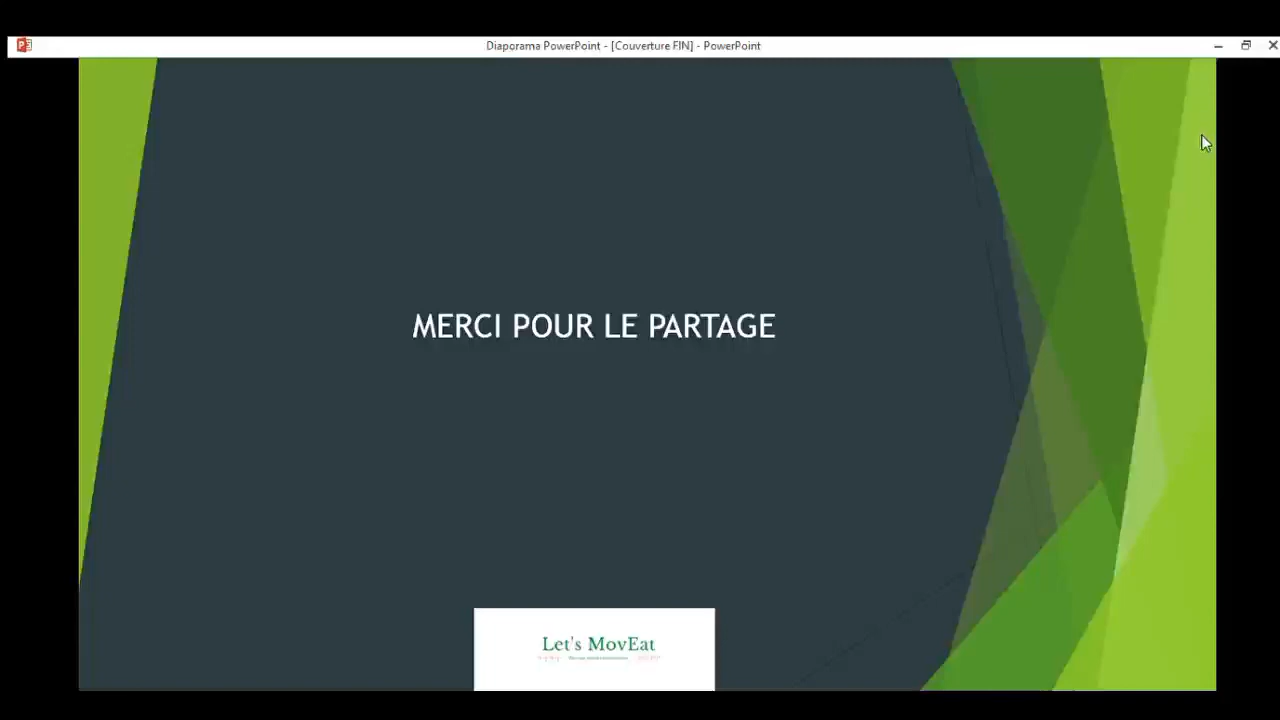 Diaporama PowerPoint - [Couverture FIN] - PowerPoint
MERCI POUR LE PARTAGE
Let's MovEat